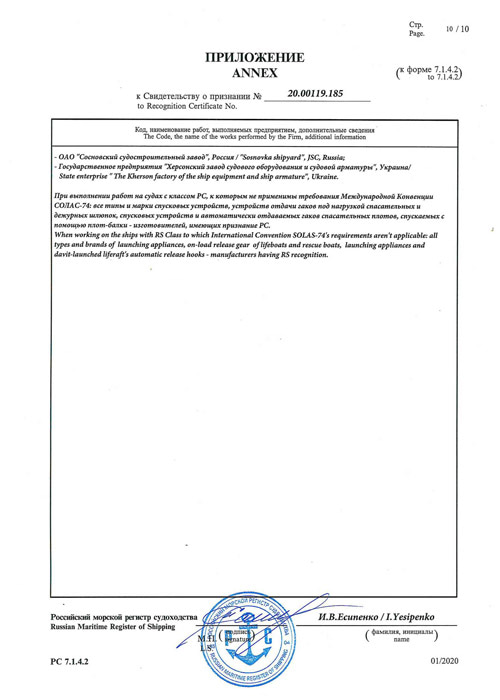 Стр.
Page. 10 / 10
ПРИЛОЖЕНИЕ
ANNEX
(к форме 7.1.4.2
to 7.1.4.2)
к Свидетельству о признании № 20.00119.185
to Recognition Certificate No.
Код, наименование работ, выполняемых предприятием, дополнительные сведения
The Code, the name of the works performed by the Firm, additional information
- ОАО "Сосновский судостроительный завод", Россия / "Sosnovka shipyard", JSC, Russia;
- Государственное предприятия "Херсонский завод судового оборудования и судовой арматуры", Украина/
State enterprise " The Kherson factory of the ship equipment and ship armature", Ukraine.
При выполнении работ на судах с классом РС, к которым не применимы требования Международной Конвенции
СОЛАС-74: все типы и марки спусковых устройств, устройств отдачи гаков под нагрузкой спасательных и
дежурных шлюпок, спусковых устройств и автоматически отдаваемых гаков спасательных плотов, спускаемых с
помощью плот-балки - изготовителей, имеющих признание РС.
When working on the ships with RS Class to which International Convention SOLAS-74's requirements aren't applicable: all
types and brands of launching appliances, on-load release gear of lifeboats and rescue boats, launching appliances and
davit-launched liferaft's automatic release hooks - manufacturers having RS recognition.
Российский морской регистр судоходства
Russian Maritime Register of Shipping
И.В.Есипенко / I.Yesipenko
М.П. (подпись
L.S. signature)
(фамилия, инициалы
name)
РОССИЙСКИЙ МОРСКОЙ РЕГИСТР СУДОХОДСТВА
Р С
RUSSIAN MARITIME REGISTER OF SHIPPING
РС 7.1.4.2
01/2020